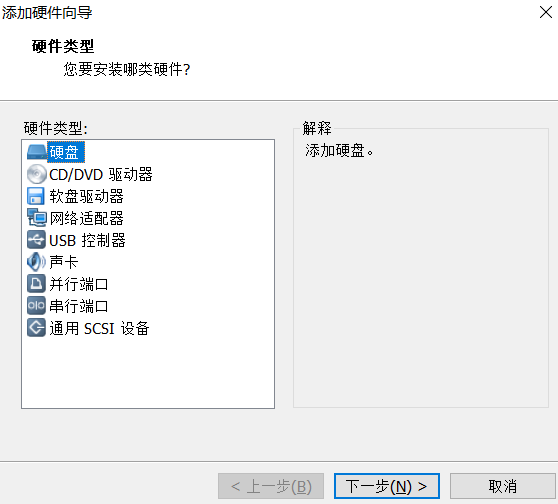 添加硬件向导
硬件类型
您要安装哪类硬件?
硬件类型:
硬盘
CD/DVD 驱动器
软盘驱动器
网络适配器
USB 控制器
声卡
并行端口
串行端口
通用 SCSI 设备
解释
添加硬盘。
< 上一步(B)
下一步(N) >
取消